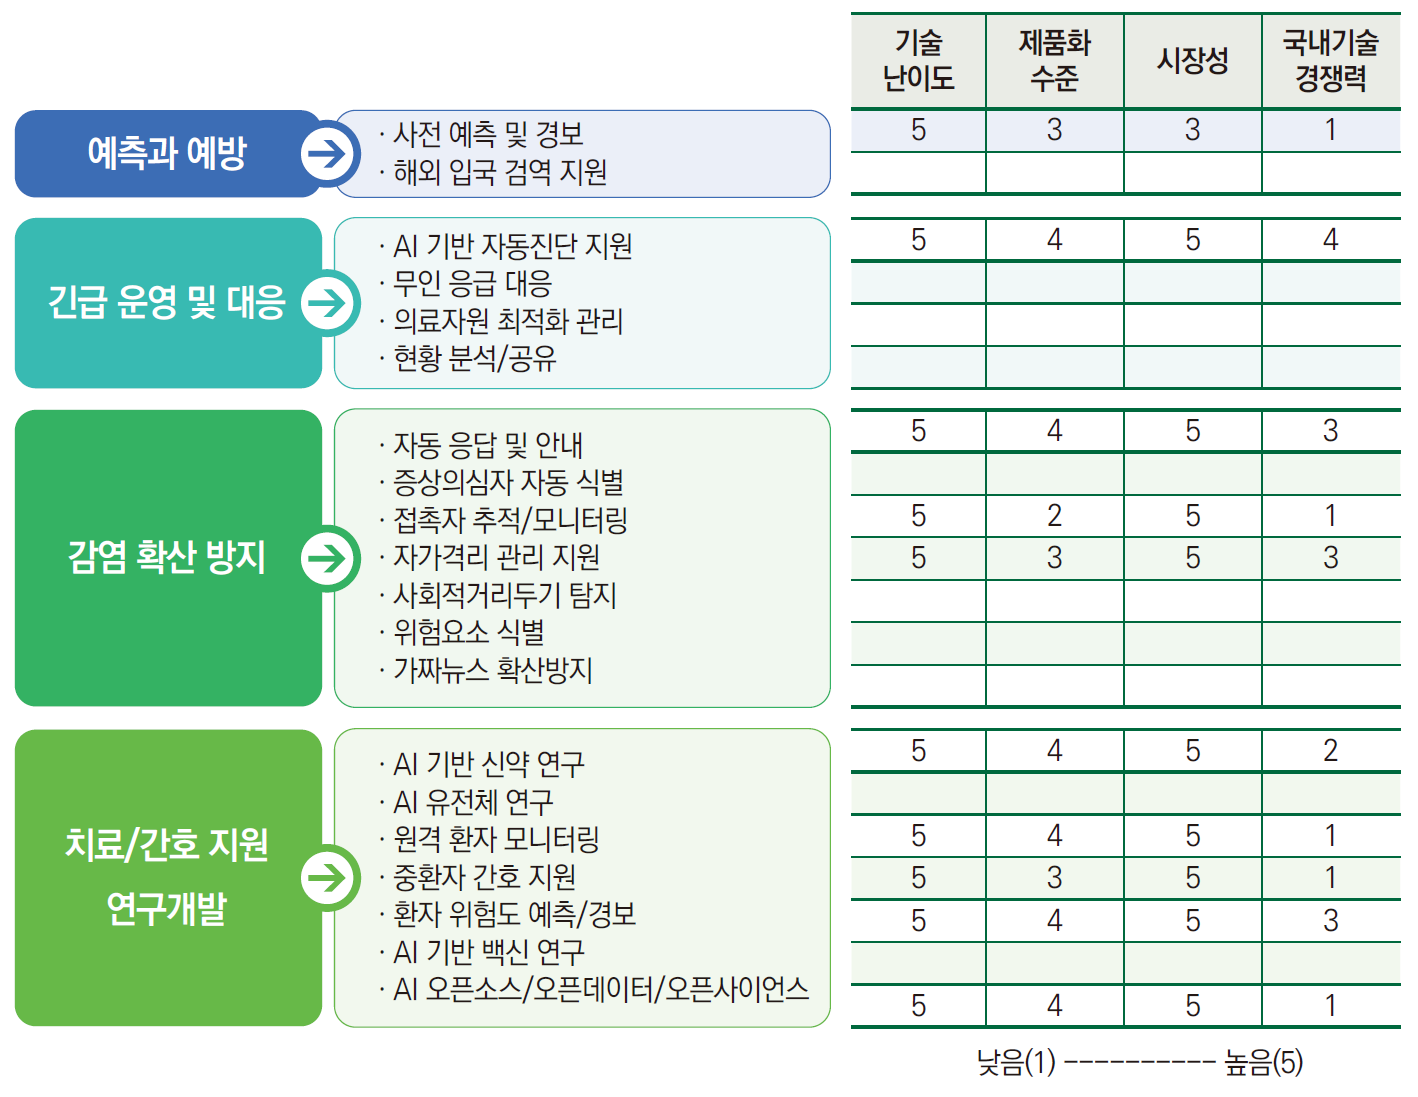 기술 난이도 제품화 수준 시장성 국내기술 경쟁력
예측과 예방
· 사전 예측 및 경보 5 3 3 1
· 해외 입국 검역 지원
긴급 운영 및 대응
· AI 기반 자동진단 지원 5 4 5 4
· 무인 응급 대응
· 의료자원 최적화 관리
· 현황 분석/공유
감염 확산 방지
· 자동 응답 및 안내 5 4 5 3
· 증상의심자 자동 식별
· 접촉자 추적/모니터링 5 2 5 1
· 자가격리 관리 지원 5 3 5 3
· 사회적거리두기 탐지
· 위험요소 식별
· 가짜뉴스 확산방지
치료/간호 지원
연구개발
· AI 기반 신약 연구 5 4 5 2
· AI 유전체 연구
· 원격 환자 모니터링 5 4 5 1
· 중환자 간호 지원 5 3 5 1
· 환자 위험도 예측/경보 5 4 5 3
· AI 기반 백신 연구
· AI 오픈소스/오픈데이터/오픈사이언스 5 4 5 1
낮음(1) ---------- 높음(5)